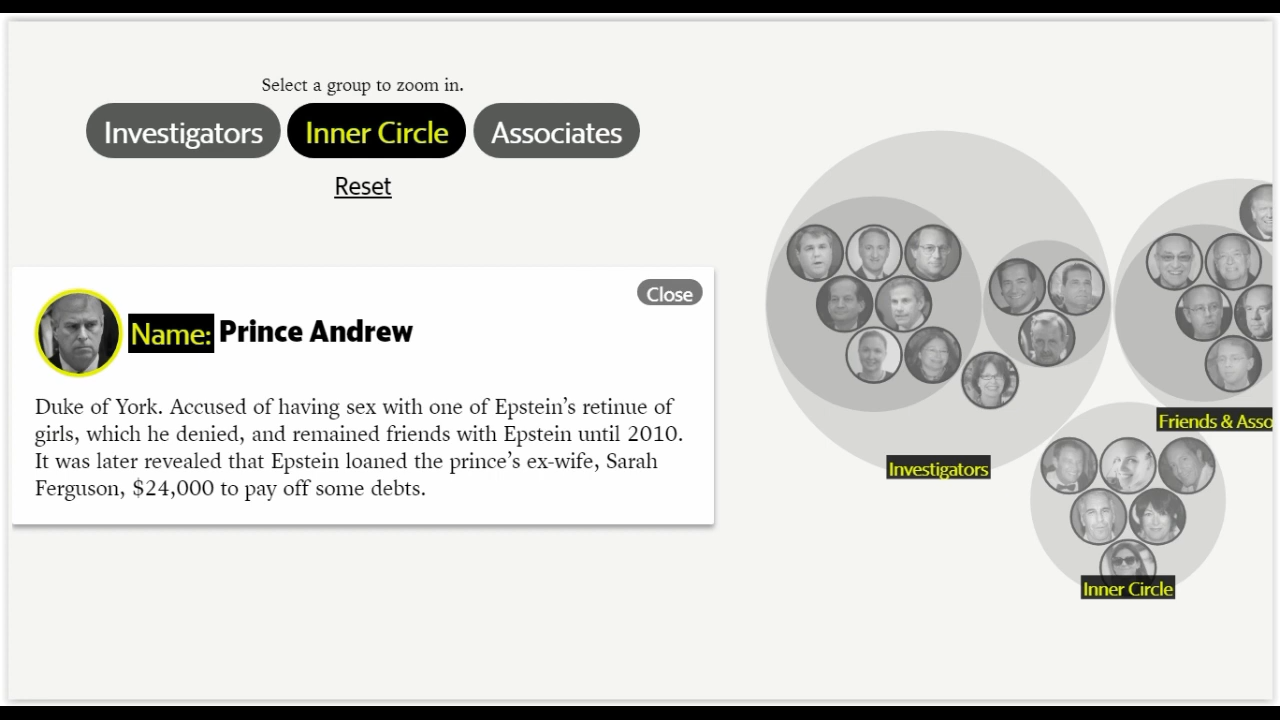 Select a group to zoom in.
Investigators Inner Circle Associates
Reset
Close
Name: Prince Andrew
Duke of York. Accused of having sex with one of Epstein’s retinue of
girls, which he denied, and remained friends with Epstein until 2010.
It was later revealed that Epstein loaned the prince’s ex-wife, Sarah
Ferguson, $24,000 to pay off some debts.
Friends & Asso
Investigators
Inner Circle